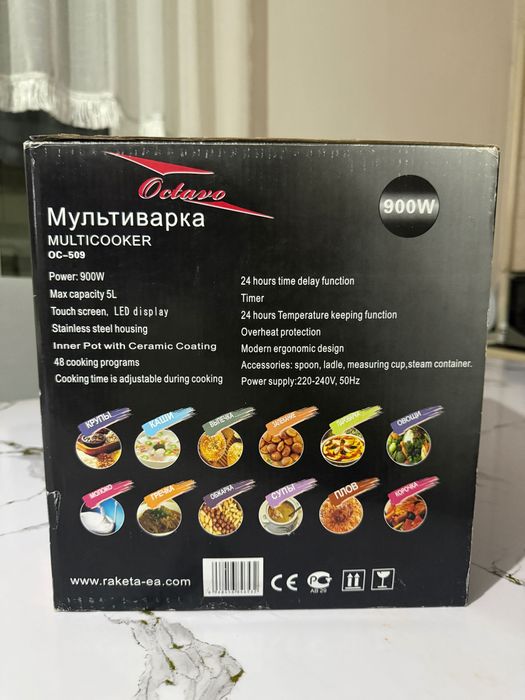 Octavo
900W
Мультиварка
MULTICOOKER
OC-509
Power: 900W
Max capacity 5L
Touch screen, LED display
Stainless steel housing
Inner Pot with Ceramic Coating
48 cooking programs
Cooking time is adjustable during cooking
24 hours time delay function
Timer
24 hours Temperature keeping function
Overheat protection
Modern ergonomic design
Accessories: spoon, ladle, measuring cup,steam container.
Power supply:220-240V, 50Hz
КРУПЫ
КАШИ
ВЫПЕЧКА
ОВОЩИ
МОЛОКО
ГРЕЧКА
ОБЖАРКА
СУПЫ
ПЛОВ
КОРОЧКА
www.raketa-ea.com
CE
АВ 29